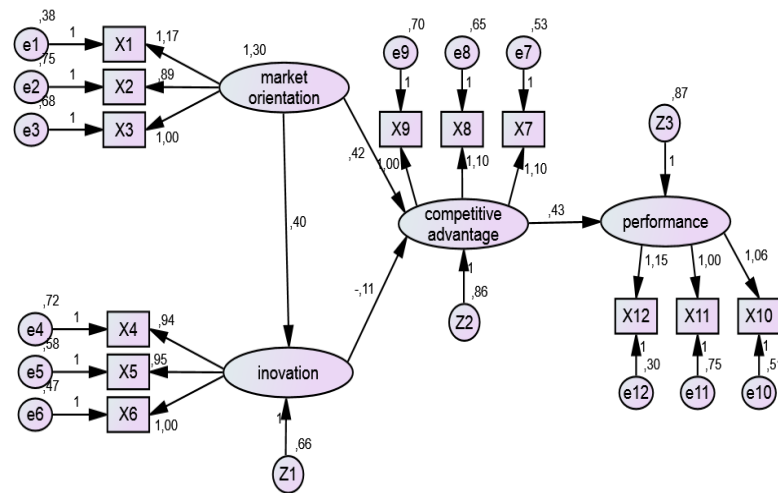 ,38
e1
1
X1
1,17
,75
e2
1
X2
,89
,68
e3
1
X3
1,00
1,30
market
orientation
,42
,40
,70
e9
1
X9
1,00
,65
e8
1
X8
1,10
,53
e7
1
X7
1,10
competitive
advantage
1
,86
Z2
,43
,87
Z3
1
performance
1,15
1,00
1,06
X12
X11
X10
1
,30
e12
1
,75
e11
1
,51
e10
-,11
,72
e4
1
X4
,94
,58
e5
1
X5
,95
,47
e6
1
X6
1,00
inovation
1
,66
Z1